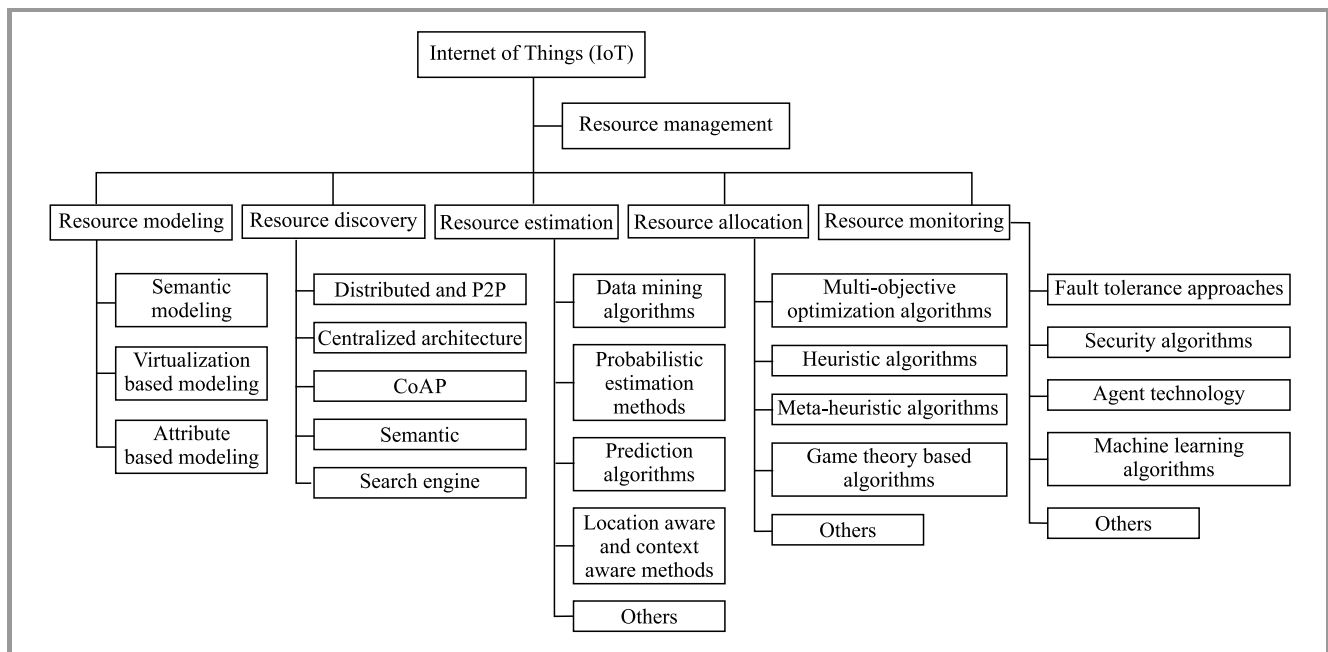 Internet of Things (IoT)
Resource management
Resource modeling
Resource discovery
Resource estimation
Resource allocation
Resource monitoring
Semantic
modeling
Virtualization
based modeling
Attribute
based modeling
Distributed and P2P
Centralized architecture
CoAP
Semantic
Search engine
Data mining
algorithms
Probabilistic
estimation
methods
Prediction
algorithms
Location aware
and context
aware methods
Others
Multi-objective
optimization algorithms
Heuristic algorithms
Meta-heuristic algorithms
Game theory based
algorithms
Others
Fault tolerance approaches
Security algorithms
Agent technology
Machine learning
algorithms
Others